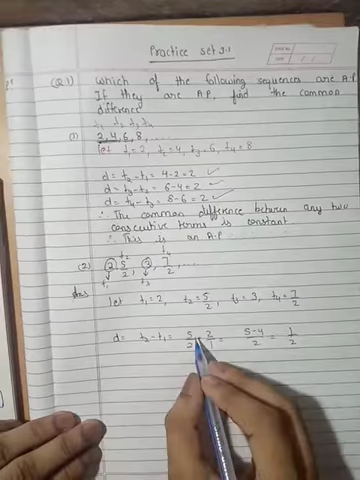 Practice set 3.1
(Q.1) which of the following sequences are A.P
If they are A.P, find the common
difference
t₁ t₂ t₃ t₄
(1) 2,4,6,8,......
let t₁=2, t₂=4, t₃=6, t₄=8
d= t₂-t₁ = 4-2=2 ✓
d= t₃-t₂ = 6-4=2 ✓
d= t₄-t₃ = 8-6=2 ✓
∴ The common difference between any two
consecutive terms is constant
∴ This is an A.P
t₂ t₄
(2) 2, 5/2, 3, 7/2, ....
t₁ t₃
Ans let t₁=2, t₂=5/2, t₃=3, t₄=7/2
d= t₂-t₁= 5/2 - 2/1 = 5-4/2 = 1/2